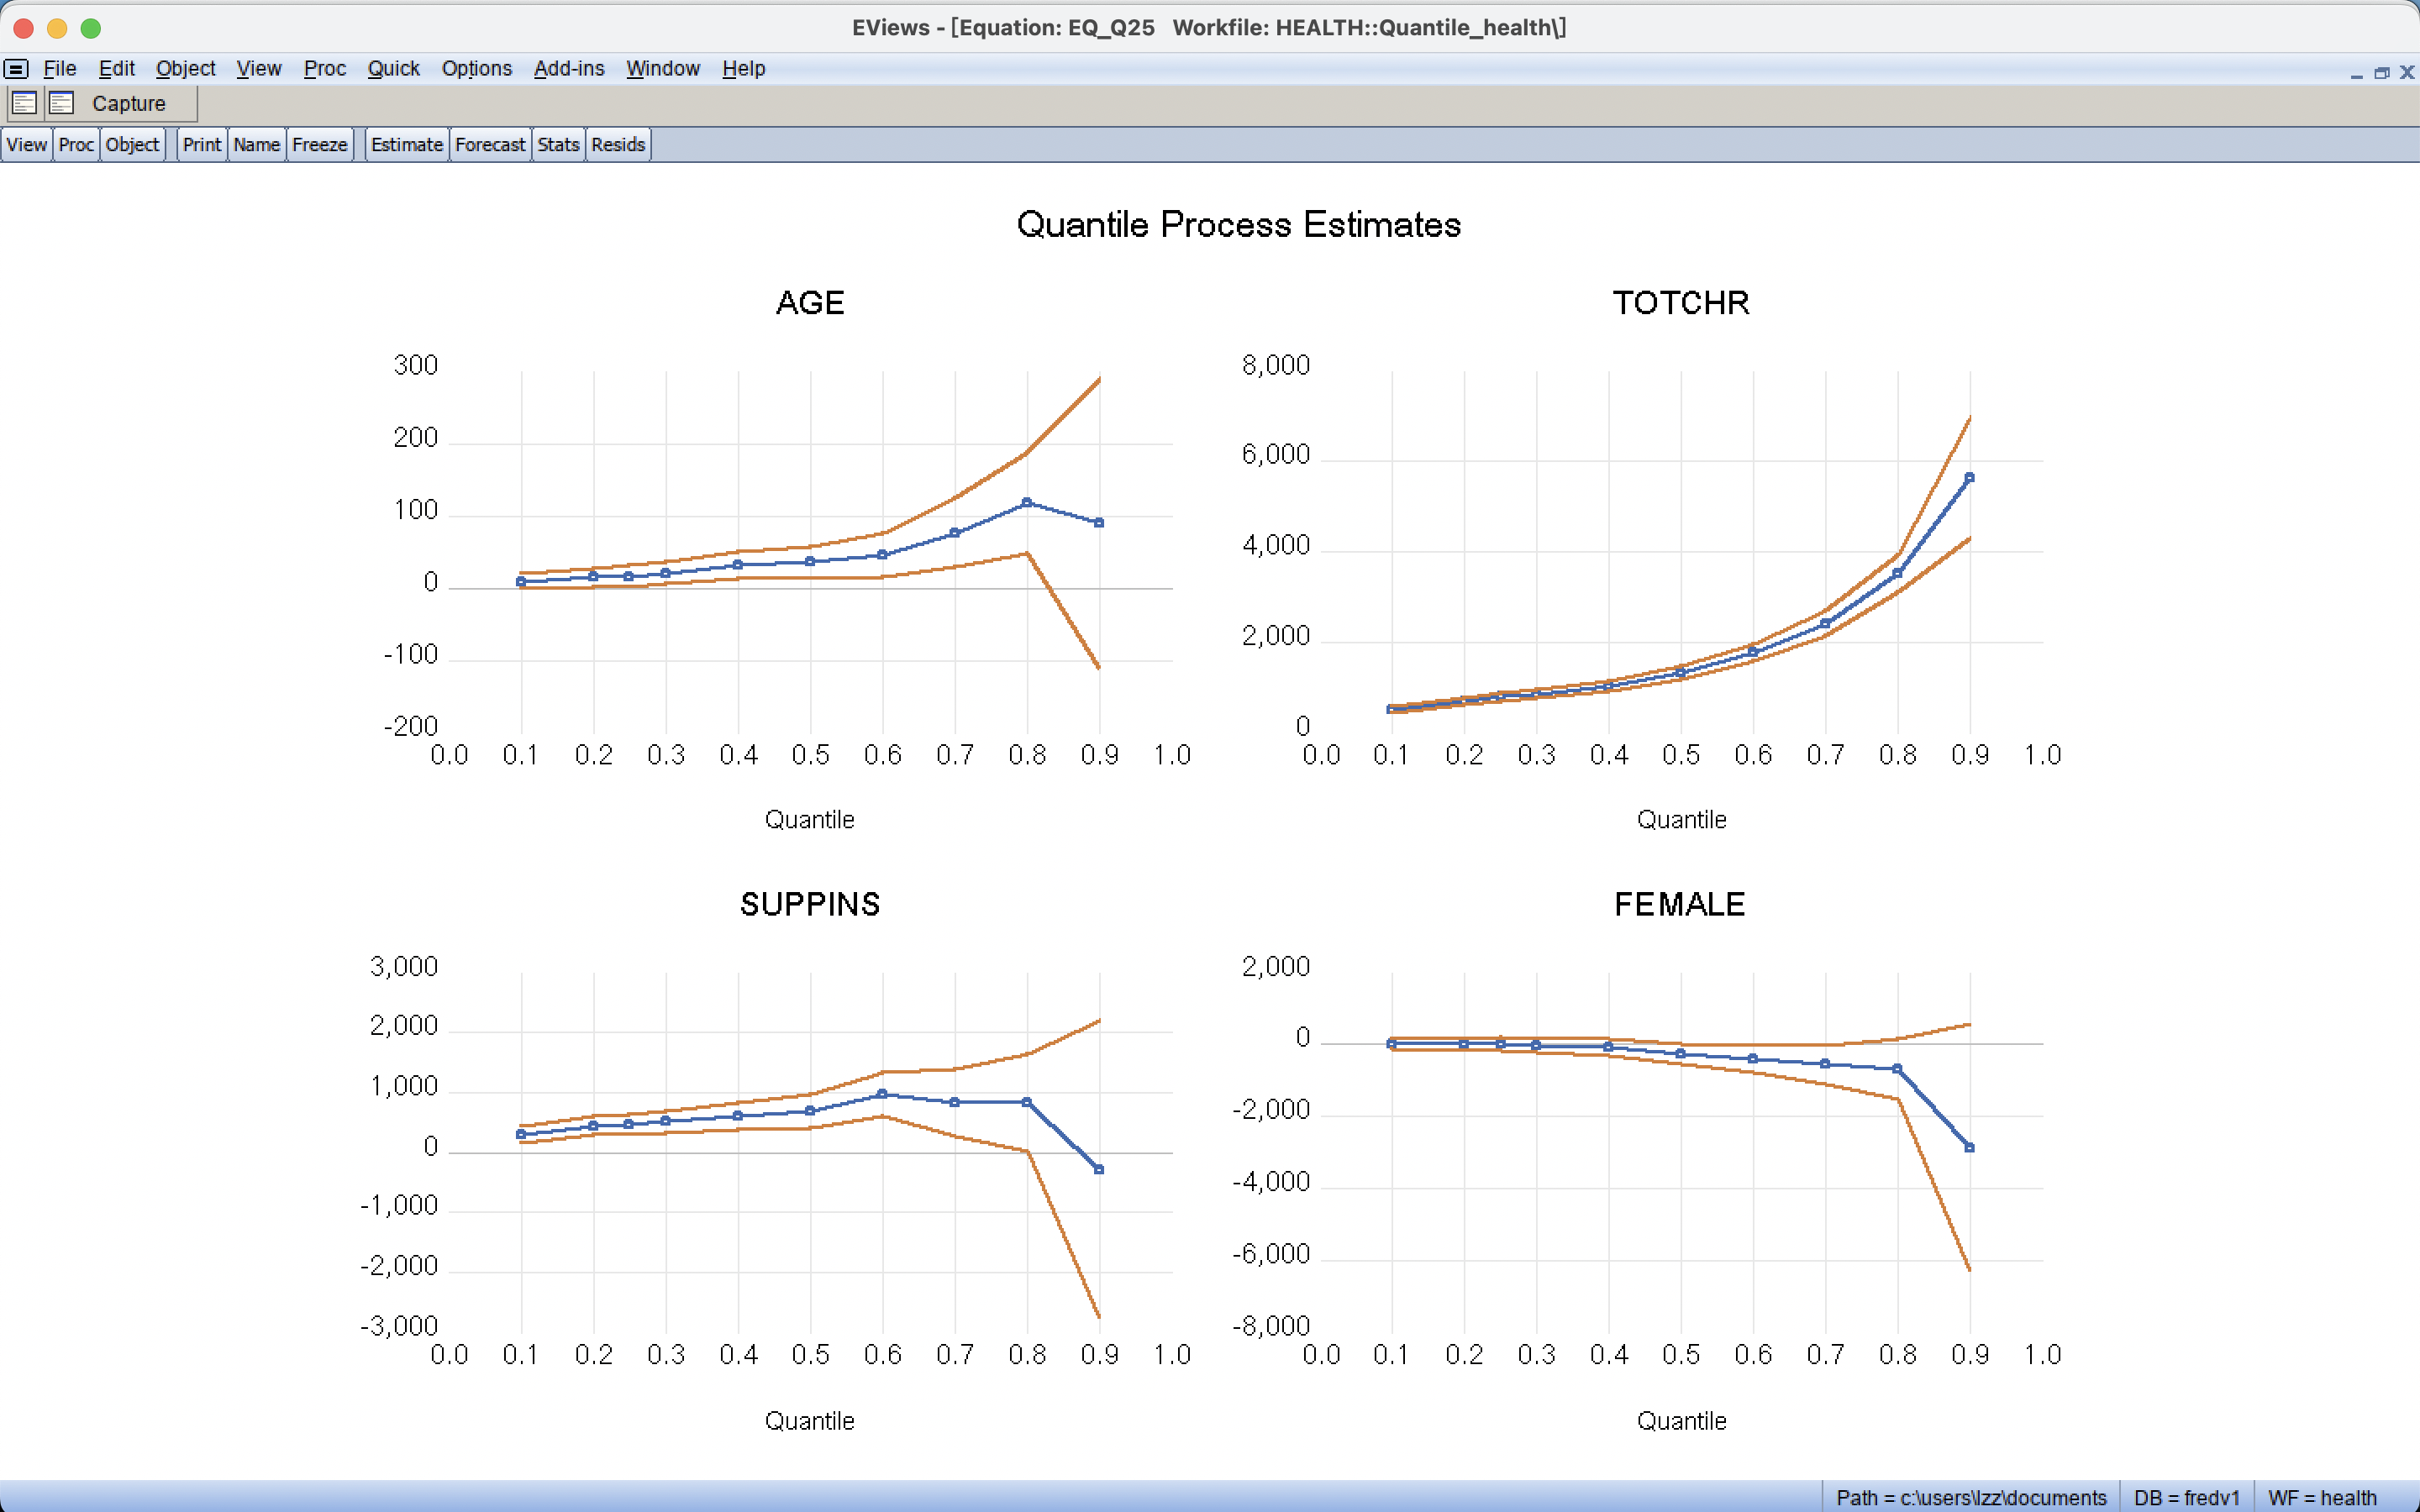 EViews - [Equation: EQ_Q25 Workfile: HEALTH::Quantile_health\]
File Edit Object View Proc Quick Options Add-ins Window Help
Capture
View Proc Object Print Name Freeze Estimate Forecast Stats Resids
Quantile Process Estimates
AGE
300
200
100
0
-100
-200
0.0 0.1 0.2 0.3 0.4 0.5 0.6 0.7 0.8 0.9 1.0
Quantile
TOTCHR
8,000
6,000
4,000
2,000
0
0.0 0.1 0.2 0.3 0.4 0.5 0.6 0.7 0.8 0.9 1.0
Quantile
SUPPINS
3,000
2,000
1,000
0
-1,000
-2,000
-3,000
0.0 0.1 0.2 0.3 0.4 0.5 0.6 0.7 0.8 0.9 1.0
Quantile
FEMALE
2,000
0
-2,000
-4,000
-6,000
-8,000
0.0 0.1 0.2 0.3 0.4 0.5 0.6 0.7 0.8 0.9 1.0
Quantile
Path = c:\users\lzz\documents DB = fredv1 WF = health